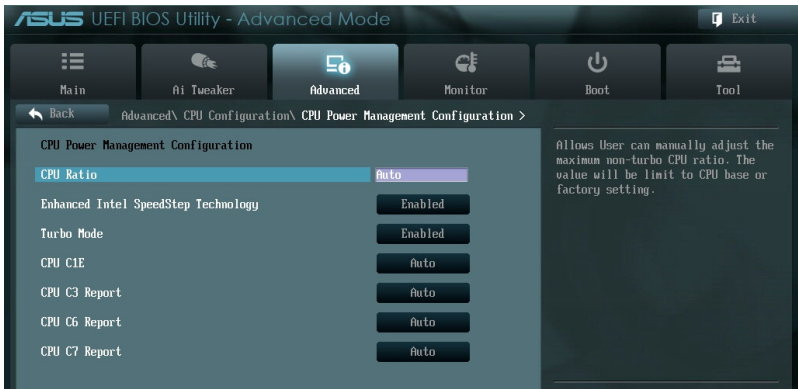 ASUS UEFI BIOS Utility - Advanced Mode
Exit
Main
Ai Tweaker
Advanced
Monitor
Boot
Tool
Back
Advanced\ CPU Configuration\ CPU Power Management Configuration >
CPU Power Management Configuration
CPU Ratio Auto
Enhanced Intel SpeedStep Technology Enabled
Turbo Mode Enabled
CPU C1E Auto
CPU C3 Report Auto
CPU C6 Report Auto
CPU C7 Report Auto
Allows User can manually adjust the
maximum non-turbo CPU ratio. The
value will be limit to CPU base or
factory setting.